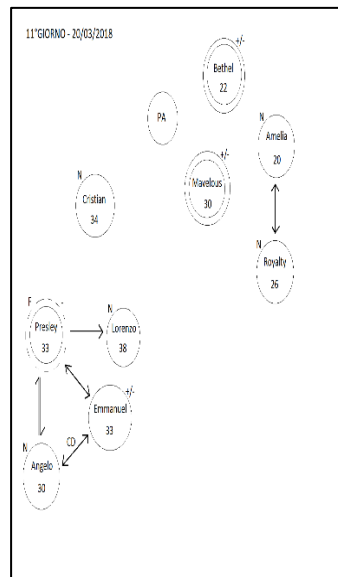 11°GIORNO - 20/03/2018
+/-
Bethel
22
PA
N
Amelia
20
+/-
Mavelous
30
N
Cristian
34
N
Royalty
26
F
Presley
33
N
Lorenzo
38
+/-
Emmanuel
33
CD
N
Angelo
30